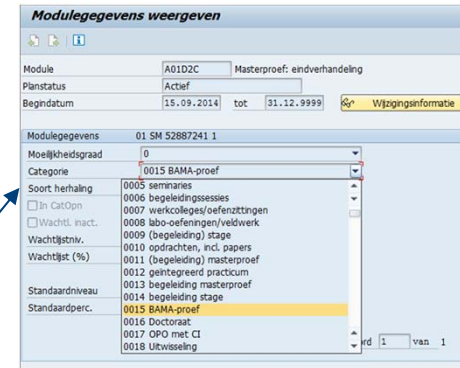 Modulegegevens weergeven
Module A01D2C Masterproef: eindverhandeling
Planstatus Actief
Begindatum 15.09.2014 tot 31.12.9999 Wijzigingsinformatie
Modulegegevens 01 SM 52887241 1
Moeilijkheidsgraad 0
Categorie 0015 BAMA-proef
Soort herhaling
In CatOpn
Wachtl. inact.
Wachtlijstniv.
Wachtlijst (%)
Standaardniveau
Standaardperc.
0005 seminaries
0006 begeleidingssessies
0007 werkcolleges/oefenzittingen
0008 labo-oefeningen/veldwerk
0009 (begeleiding) stage
0010 opdrachten, incl. papers
0011 (begeleiding) masterproef
0012 geïntegreerd practicum
0013 begeleiding masterproef
0014 begeleiding stage
0015 BAMA-proef
0016 Doctoraat
0017 OPO met CI
0018 Uitwisseling
1 van 1